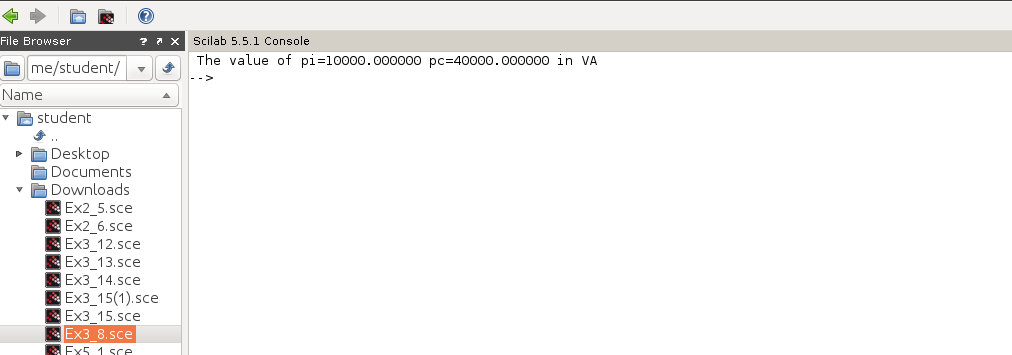 File Browser ? ↗ ✕
Scilab 5.5.1 Console
me/student/
The value of pi=10000.000000 pc=40000.000000 in VA
-->
Name
student
..
Desktop
Documents
Downloads
Ex2_5.sce
Ex2_6.sce
Ex3_12.sce
Ex3_13.sce
Ex3_14.sce
Ex3_15(1).sce
Ex3_15.sce
Ex3_8.sce
Ex5_1.sce